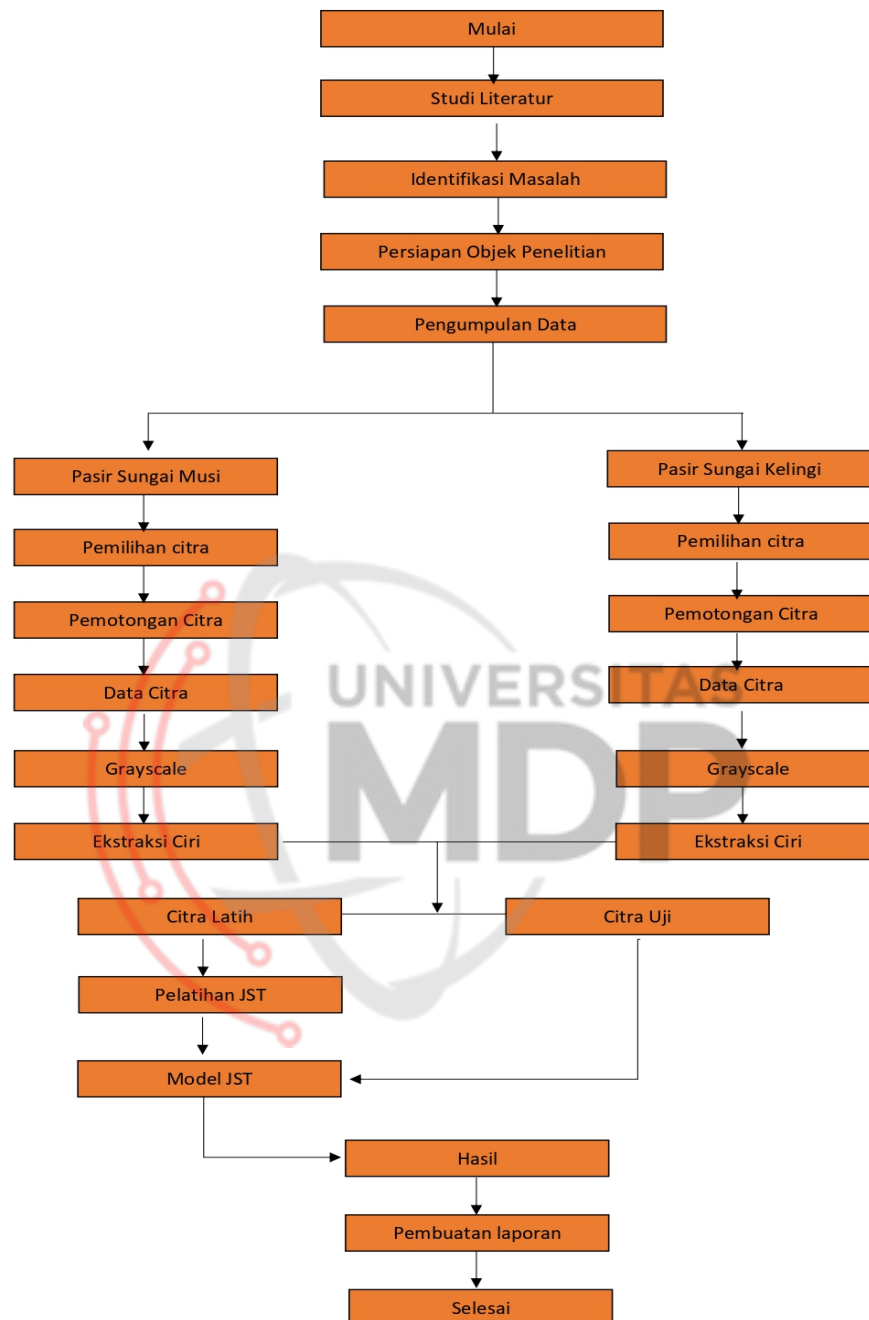 Mulai
Studi Literatur
Identifikasi Masalah
Persiapan Objek Penelitian
Pengumpulan Data
Pasir Sungai Musi
Pemilihan citra
Pemotongan Citra
Data Citra
Grayscale
Ekstraksi Ciri
Pasir Sungai Kelingi
Pemilihan citra
Pemotongan Citra
Data Citra
Grayscale
Ekstraksi Ciri
UNIVERSITAS
MDP
Citra Latih
Citra Uji
Pelatihan JST
Model JST
Hasil
Pembuatan laporan
Selesai